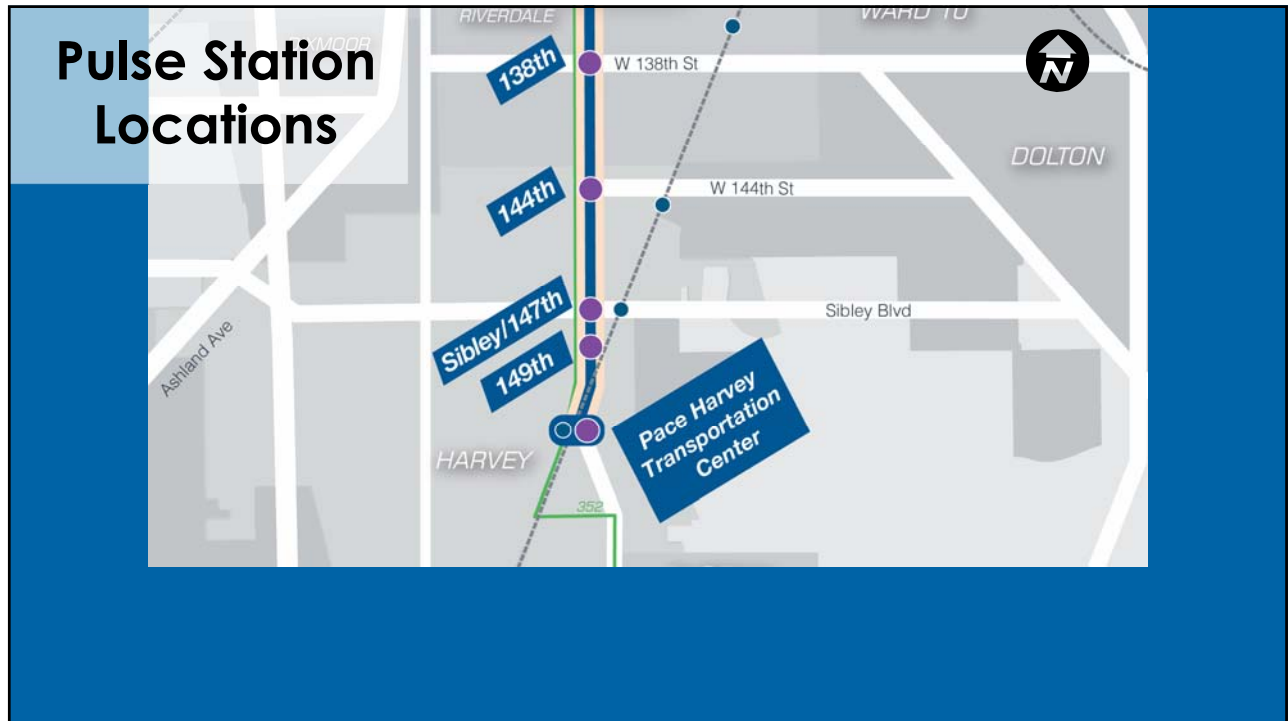 Pulse Station
Locations
RIVERDALE
138th
W 138th St
N
DOLTON
144th
W 144th St
Sibley/147th
Sibley Blvd
149th
Ashland Ave
Pace Harvey
Transportation
Center
HARVEY
352